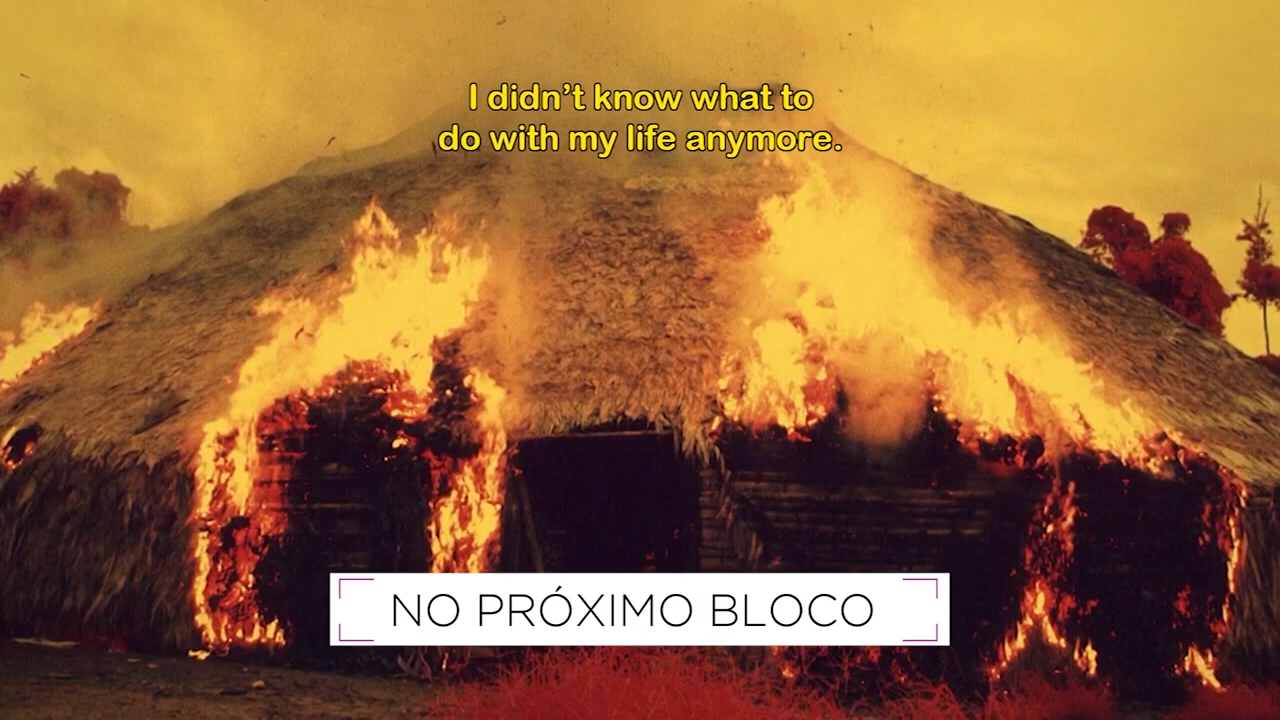 I didn’t know what to
do with my life anymore.
NO PRÓXIMO BLOCO